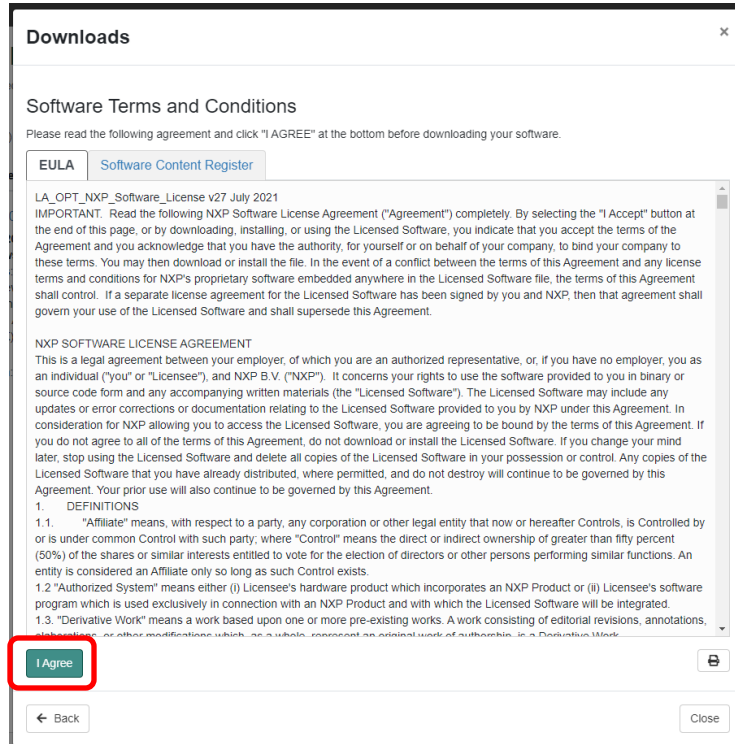 Downloads
×
Software Terms and Conditions
Please read the following agreement and click "I AGREE" at the bottom before downloading your software.
EULA Software Content Register
LA_OPT_NXP_Software_License v27 July 2021
IMPORTANT. Read the following NXP Software License Agreement ("Agreement") completely. By selecting the "I Accept" button at
the end of this page, or by downloading, installing, or using the Licensed Software, you indicate that you accept the terms of the
Agreement and you acknowledge that you have the authority, for yourself or on behalf of your company, to bind your company to
these terms. You may then download or install the file. In the event of a conflict between the terms of this Agreement and any license
terms and conditions for NXP's proprietary software embedded anywhere in the Licensed Software file, the terms of this Agreement
shall control. If a separate license agreement for the Licensed Software has been signed by you and NXP, then that agreement shall
govern your use of the Licensed Software and shall supersede this Agreement.
NXP SOFTWARE LICENSE AGREEMENT
This is a legal agreement between your employer, of which you are an authorized representative, or, if you have no employer, you as
an individual ("you" or "Licensee"), and NXP B.V. ("NXP"). It concerns your rights to use the software provided to you in binary or
source code form and any accompanying written materials (the "Licensed Software"). The Licensed Software may include any
updates or error corrections or documentation relating to the Licensed Software provided to you by NXP under this Agreement. In
consideration for NXP allowing you to access the Licensed Software, you are agreeing to be bound by the terms of this Agreement. If
you do not agree to all of the terms of this Agreement, do not download or install the Licensed Software. If you change your mind
later, stop using the Licensed Software and delete all copies of the Licensed Software in your possession or control. Any copies of the
Licensed Software that you have already distributed, where permitted, and do not destroy will continue to be governed by this
Agreement. Your prior use will also continue to be governed by this Agreement.
1. DEFINITIONS
1.1. "Affiliate" means, with respect to a party, any corporation or other legal entity that now or hereafter Controls, is Controlled by
or is under common Control with such party; where "Control" means the direct or indirect ownership of greater than fifty percent
(50%) of the shares or similar interests entitled to vote for the election of directors or other persons performing similar functions. An
entity is considered an Affiliate only so long as such Control exists.
1.2 "Authorized System" means either (i) Licensee's hardware product which incorporates an NXP Product or (ii) Licensee's software
program which is used exclusively in connection with an NXP Product and with which the Licensed Software will be integrated.
1.3. "Derivative Work" means a work based upon one or more pre-existing works. A work consisting of editorial revisions, annotations,
elaborations, or other modifications which, as a whole, represent an original work of authorship, is a Derivative Work.
I Agree
Back
Close